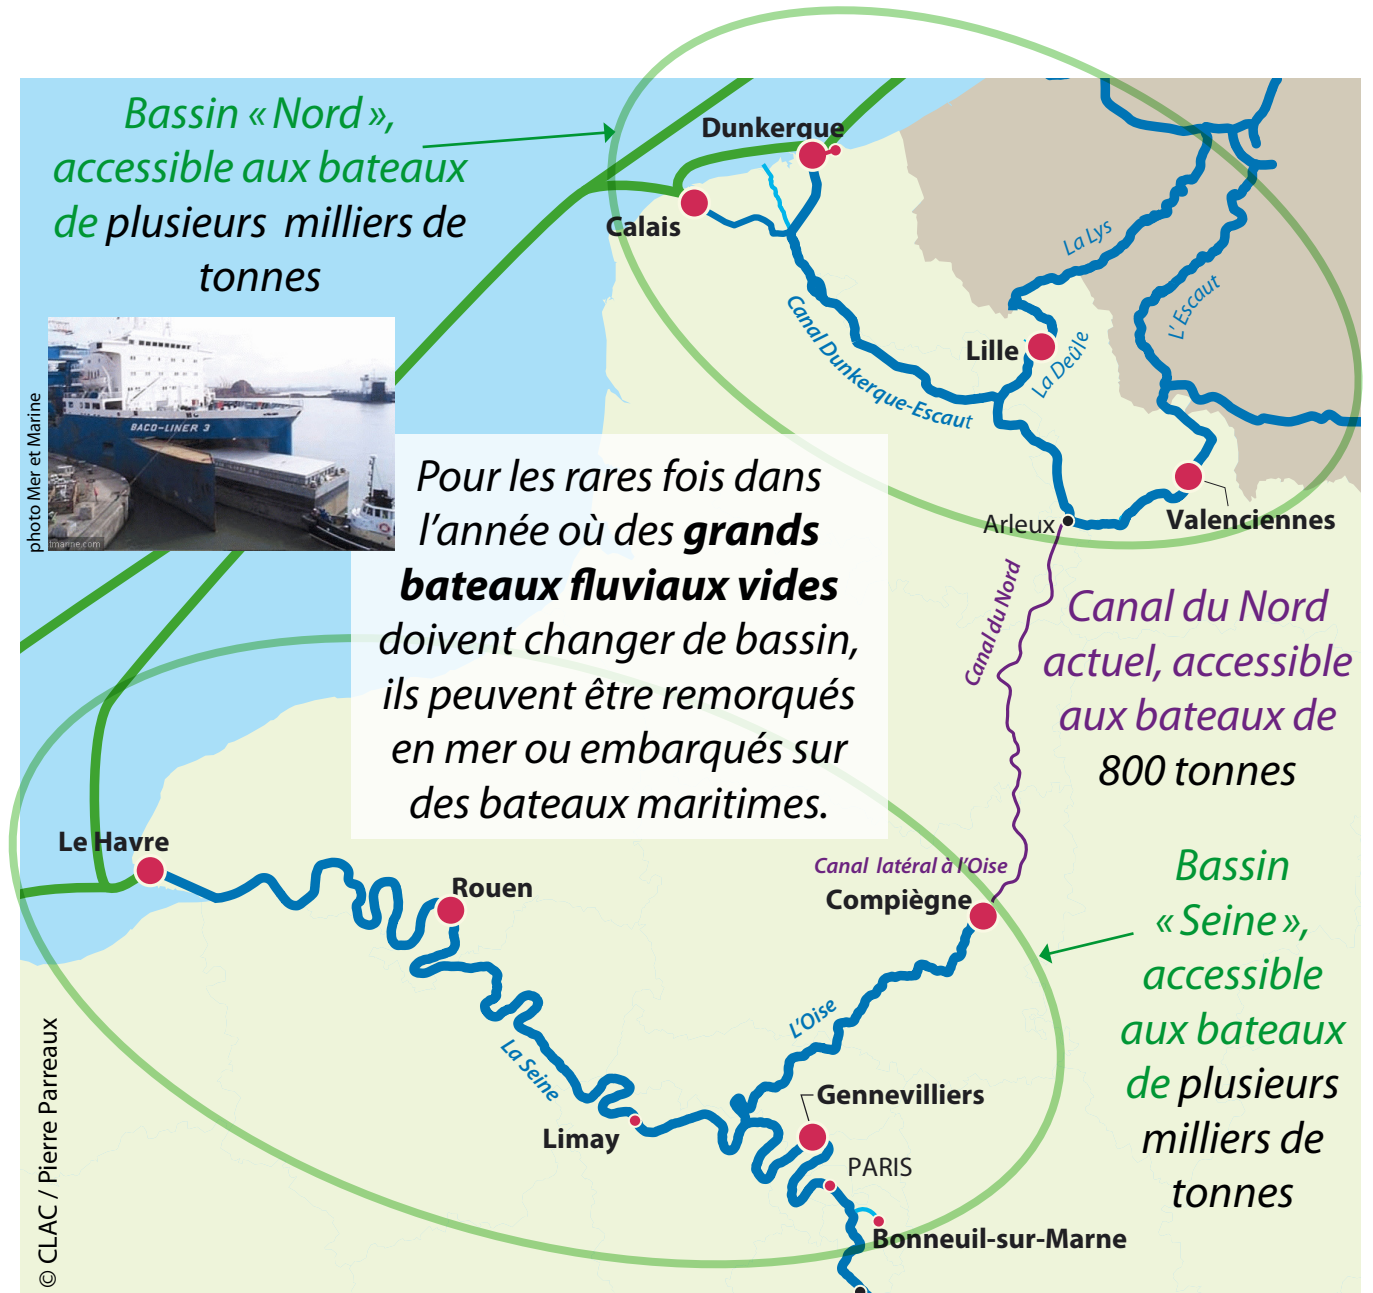 Bassin « Nord »,
accessible aux bateaux
de plusieurs milliers de
tonnes
Dunkerque
Calais
La Lys
L' Escaut
Canal Dunkerque-Escaut
Lille
La Deûle
Arleux
Valenciennes
photo Mer et Marine
BACO-LINER 3
Pour les rares fois dans
l'année où des grands
bateaux fluviaux vides
doivent changer de bassin,
ils peuvent être remorqués
en mer ou embarqués sur
des bateaux maritimes.
Canal du Nord
Canal du Nord
actuel, accessible
aux bateaux de
800 tonnes
Le Havre
Rouen
Canal latéral à l'Oise
Compiègne
Bassin
« Seine »,
accessible
aux bateaux
de plusieurs
milliers de
tonnes
L'Oise
La Seine
Gennevilliers
Limay
PARIS
Bonneuil-sur-Marne
© CLAC / Pierre Parreaux